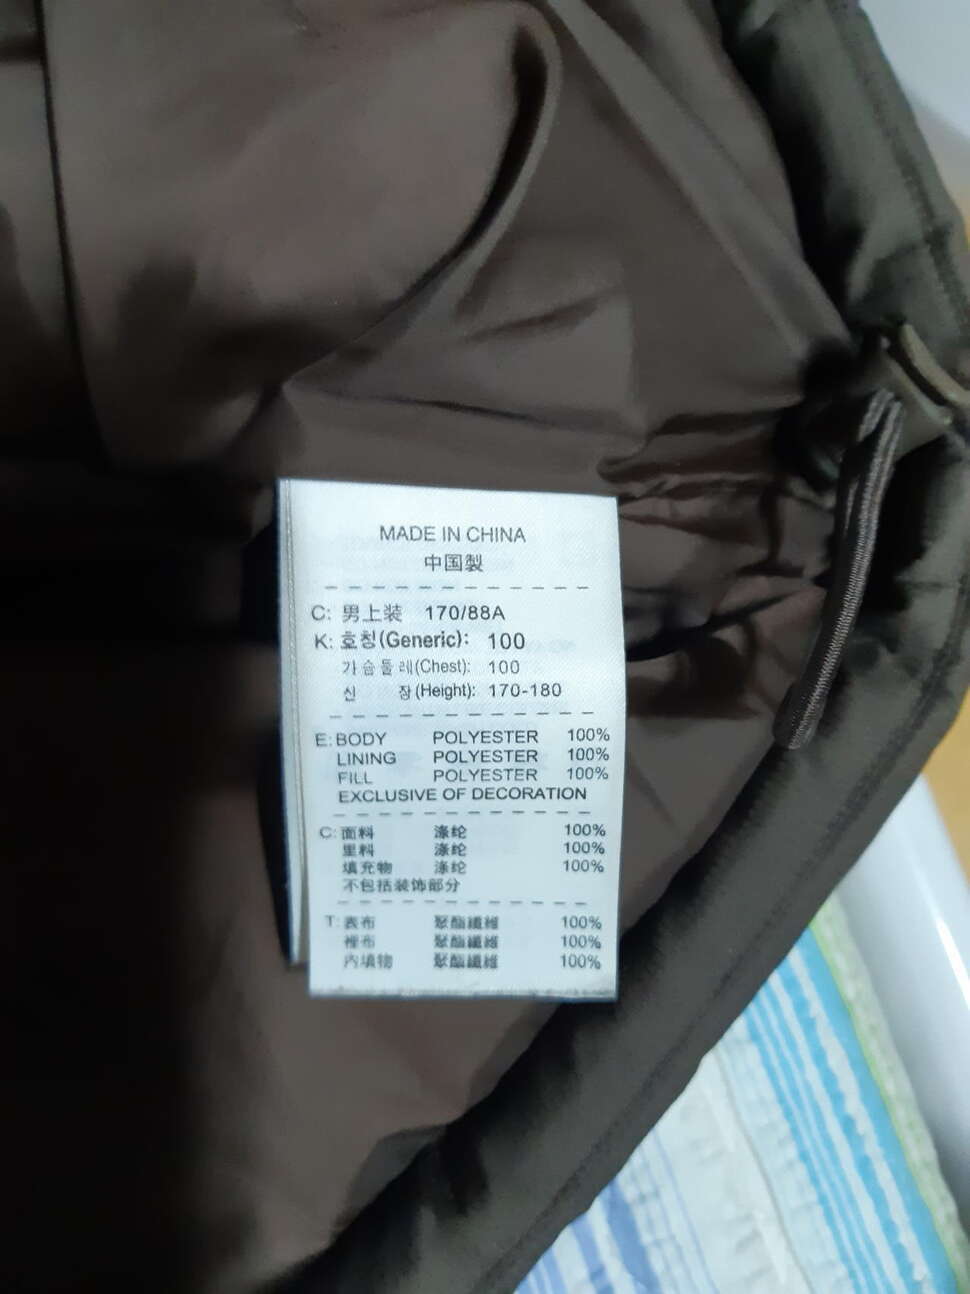 MADE IN CHINA
中国製
C: 男上装 170/88A
K: 호칭(Generic): 100
가슴둘레(Chest): 100
신 장(Height): 170-180
E: BODY POLYESTER 100%
LINING POLYESTER 100%
FILL POLYESTER 100%
EXCLUSIVE OF DECORATION
C: 面料 涤纶 100%
里料 涤纶 100%
填充物 涤纶 100%
不包括装饰部分
T: 表布 聚酯纖維 100%
裡布 聚酯纖維 100%
內填物 聚酯纖維 100%